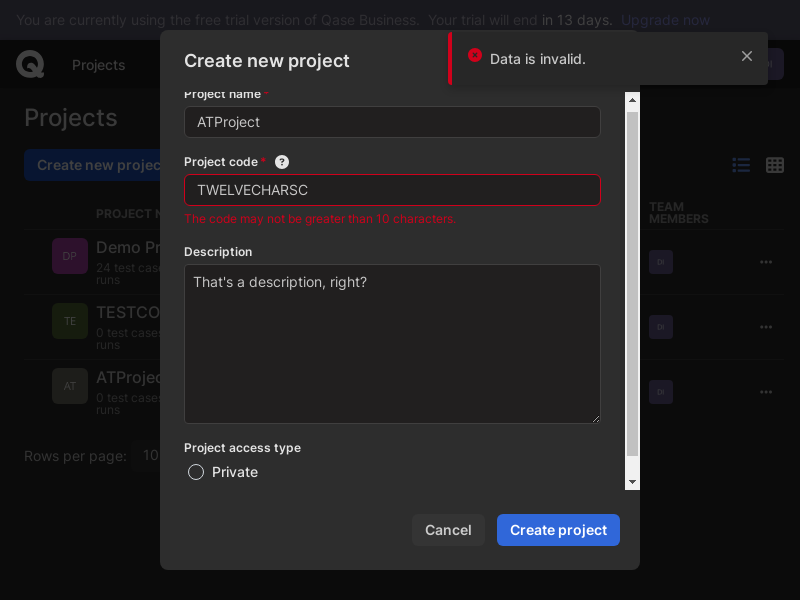 You are currently using the free trial version of Qase Business. Your trial will end in 13 days. Upgrade now
Projects
Create new project
Data is invalid.
Projects
Project name *
ATProject
Create new projec
Project code * ?
TWELVECHARSC
The code may not be greater than 10 characters.
PROJECT N
TEAM
MEMBERS
Description
That's a description, right?
DP
Demo Pr
24 test case
runs
DI
TE
TESTCO
0 test cases
runs
DI
AT
ATProjec
0 test cases
runs
DI
Project access type
Private
Rows per page: 10
Cancel
Create project